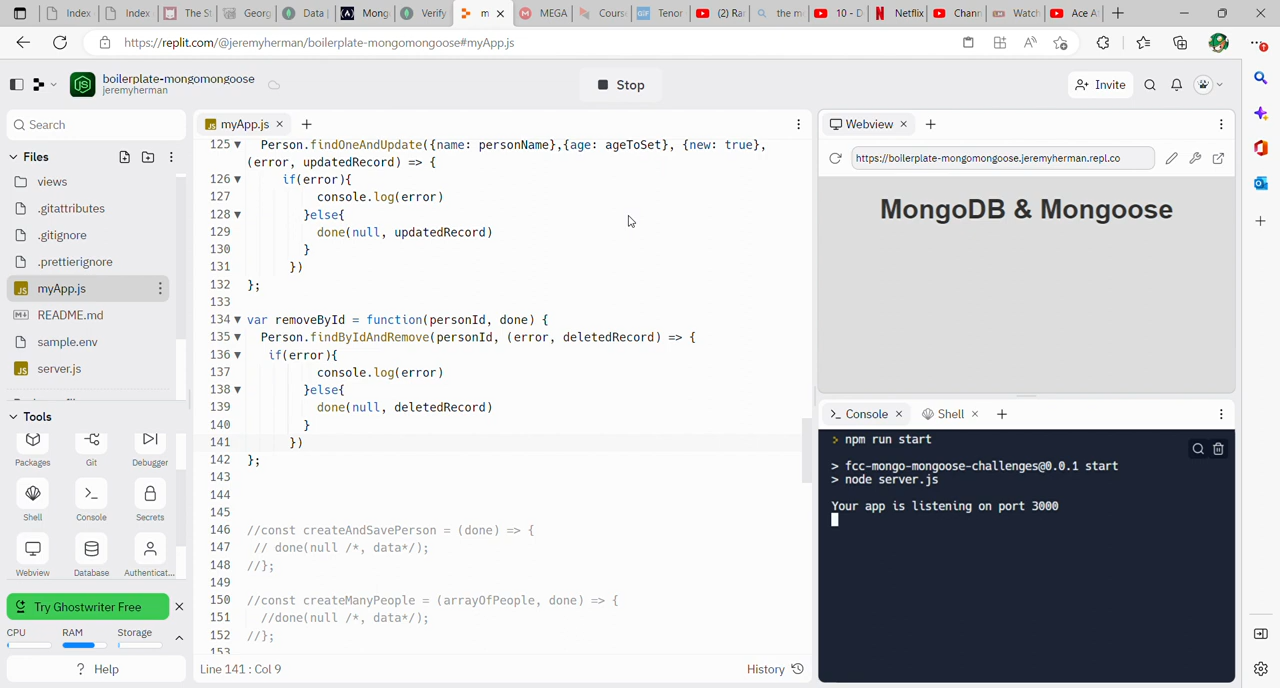 Index
Index
The St
Georg
Data |
Mong
Verify
m
MEGA
Course
Tenor
(2) Ra
the m
10 - D
Netflix
Chann
Watch
Ace A
https://replit.com/@jeremyherman/boilerplate-mongomongoose#myApp.js
boilerplate-mongomongoose
jeremyherman
Stop
Invite
Search
Files
views
.gitattributes
.gitignore
.prettierignore
myApp.js
README.md
sample.env
server.js
Tools
Packages
Git
Debugger
Shell
Console
Secrets
Webview
Database
Authenticat...
Try Ghostwriter Free
CPU
RAM
Storage
? Help
myApp.js
125 Person.findOneAndUpdate({name: personName},{age: ageToSet}, {new: true},
(error, updatedRecord) => {
126 if(error){
127 console.log(error)
128 }else{
129 done(null, updatedRecord)
130 }
131 })
132 };
133
134 var removeById = function(personId, done) {
135 Person.findByIdAndRemove(personId, (error, deletedRecord) => {
136 if(error){
137 console.log(error)
138 }else{
139 done(null, deletedRecord)
140 }
141 })
142 };
143
144
145
146 //const createAndSavePerson = (done) => {
147 // done(null /*, data*/);
148 //};
149
150 //const createManyPeople = (arrayOfPeople, done) => {
151 //done(null /*, data*/);
152 //};
153
Line 141 : Col 9
History
Webview
https://boilerplate-mongomongoose.jeremyherman.repl.co
MongoDB & Mongoose
Console
Shell
> npm run start
> fcc-mongo-mongoose-challenges@0.0.1 start
> node server.js
Your app is listening on port 3000